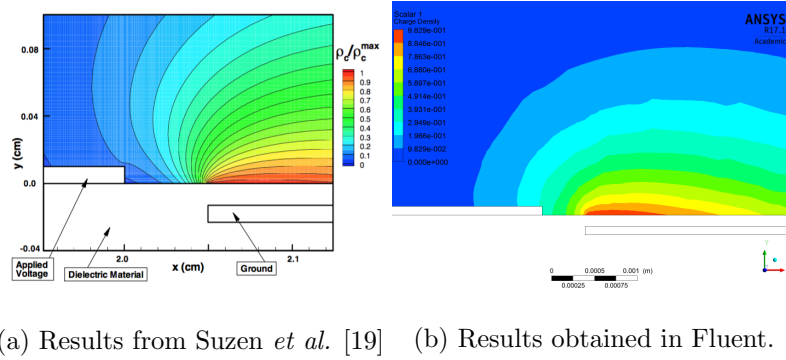 0.08
0.04
0.0
-0.04
y (cm)
2.0
2.1
x (cm)
ρc/ρc max
0.9
0.8
0.7
0.6
0.5
0.4
0.3
0.2
0.1
0
Applied
Voltage
Dielectric Material
Ground
Scalar 1
Charge Density
9.829e-001
8.846e-001
7.863e-001
6.880e-001
5.897e-001
4.914e-001
3.931e-001
2.949e-001
1.966e-001
9.829e-002
0.000e+000
ANSYS
R17.1
Academic
0 0.0005 0.001 (m)
0.00025 0.00075
Y
(a) Results from Suzen et al. [19]
(b) Results obtained in Fluent.